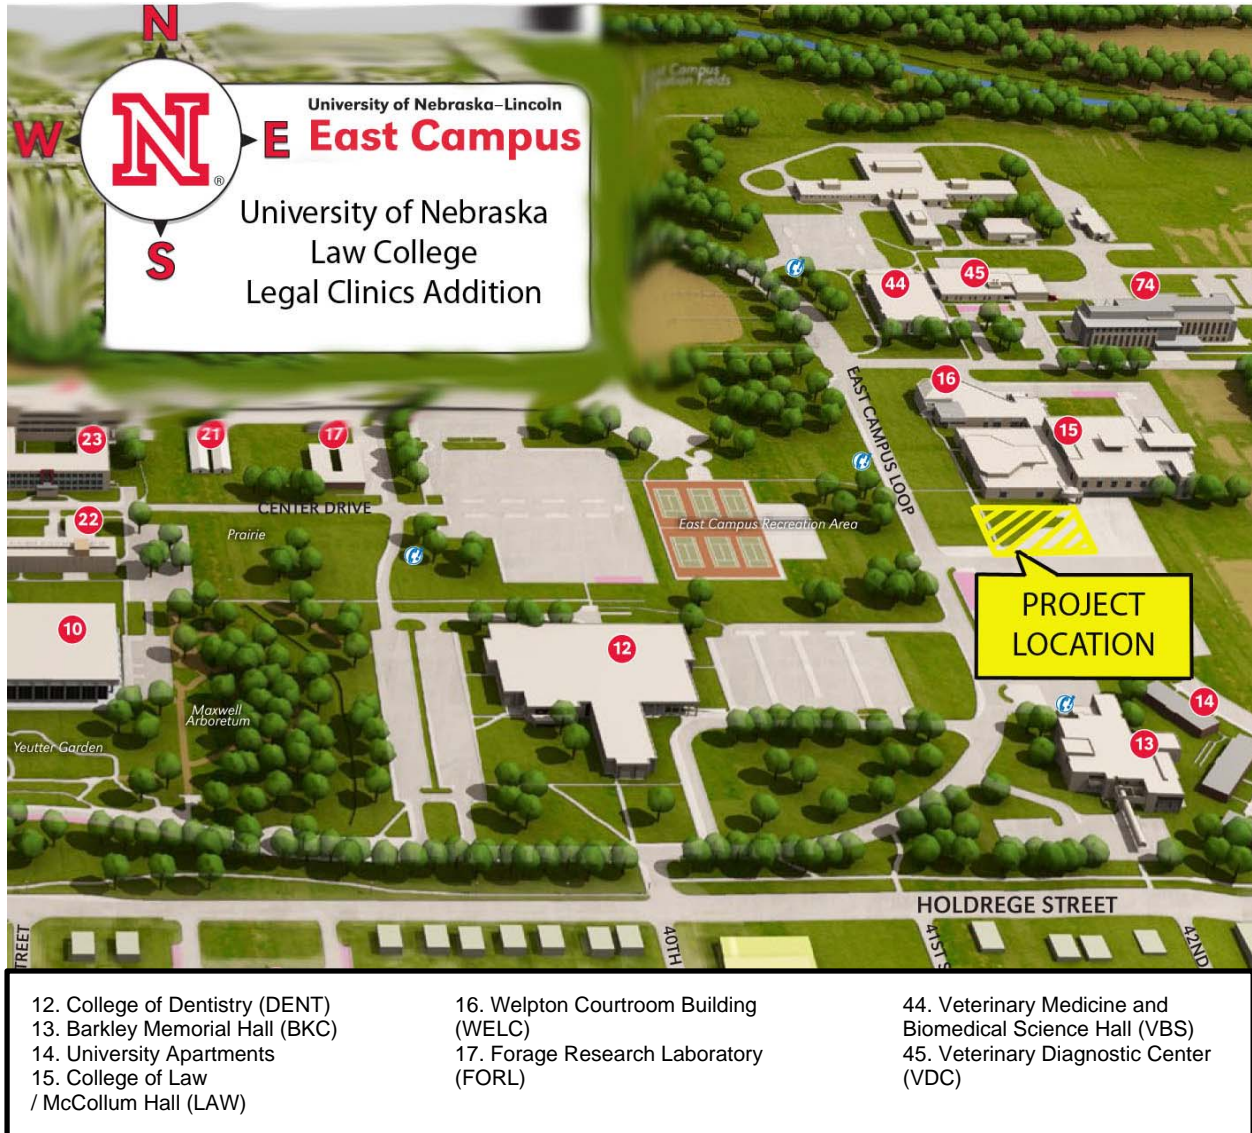 N
W
N
®
E
S
University of Nebraska–Lincoln
East Campus
University of Nebraska
Law College
Legal Clinics Addition
44
45
74
16
15
EAST CAMPUS LOOP
23
21
17
CENTER DRIVE
22
Prairie
East Campus Recreation Area
PROJECT
LOCATION
10
12
Maxwell
Arboretum
Yeutter Garden
14
13
HOLDREGE STREET
40TH
41ST S
42ND
12. College of Dentistry (DENT)
13. Barkley Memorial Hall (BKC)
14. University Apartments
15. College of Law
/ McCollum Hall (LAW)
16. Welpton Courtroom Building
(WELC)
17. Forage Research Laboratory
(FORL)
44. Veterinary Medicine and
Biomedical Science Hall (VBS)
45. Veterinary Diagnostic Center
(VDC)